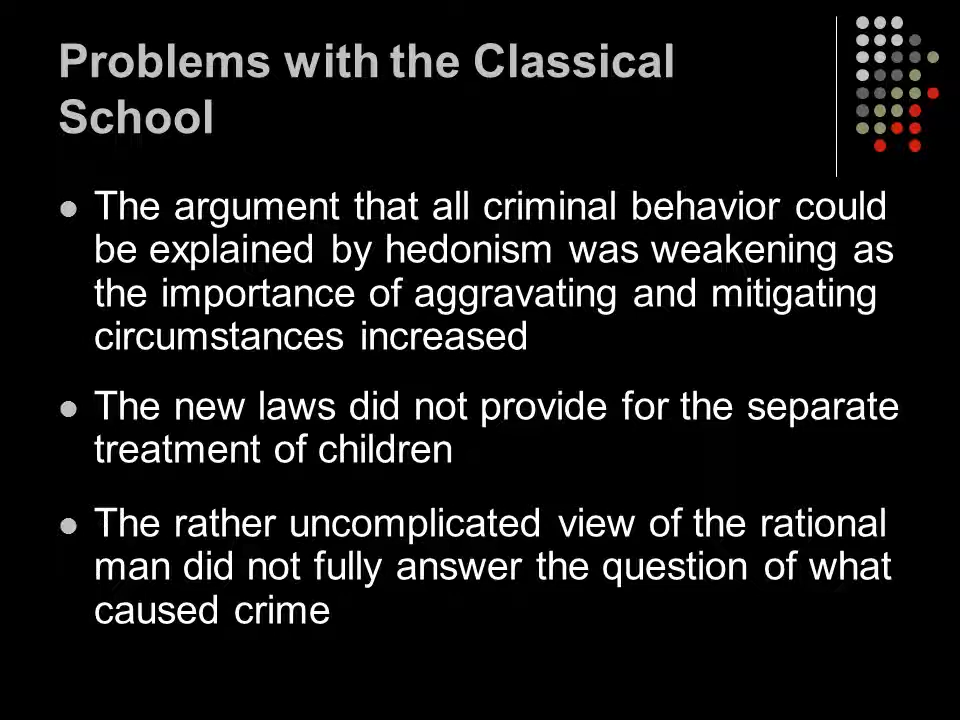 Problems with the Classical
School
● The argument that all criminal behavior could
be explained by hedonism was weakening as
the importance of aggravating and mitigating
circumstances increased
● The new laws did not provide for the separate
treatment of children
● The rather uncomplicated view of the rational
man did not fully answer the question of what
caused crime